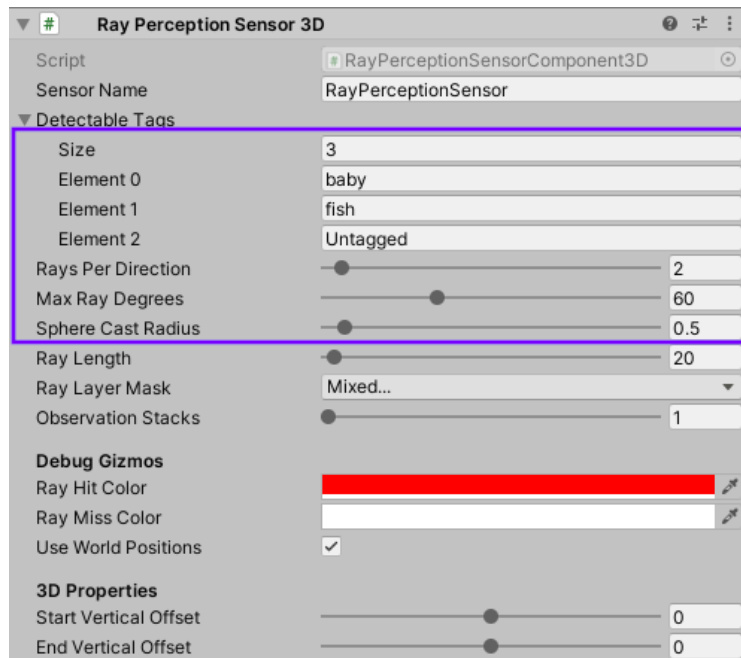 Ray Perception Sensor 3D
Script RayPerceptionSensorComponent3D
Sensor Name RayPerceptionSensor
Detectable Tags
Size 3
Element 0 baby
Element 1 fish
Element 2 Untagged
Rays Per Direction 2
Max Ray Degrees 60
Sphere Cast Radius 0.5
Ray Length 20
Ray Layer Mask Mixed...
Observation Stacks 1
Debug Gizmos
Ray Hit Color
Ray Miss Color
Use World Positions
3D Properties
Start Vertical Offset 0
End Vertical Offset 0